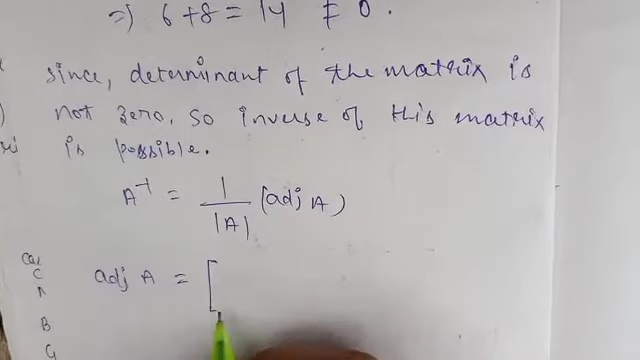 =) 6+8 = 14 ≠ 0.
since, determinant of the matrix is
not zero, so inverse of this matrix
is possible.
A⁻¹ = 1/|A| (adj A)
adj A = [
C
A
B
G